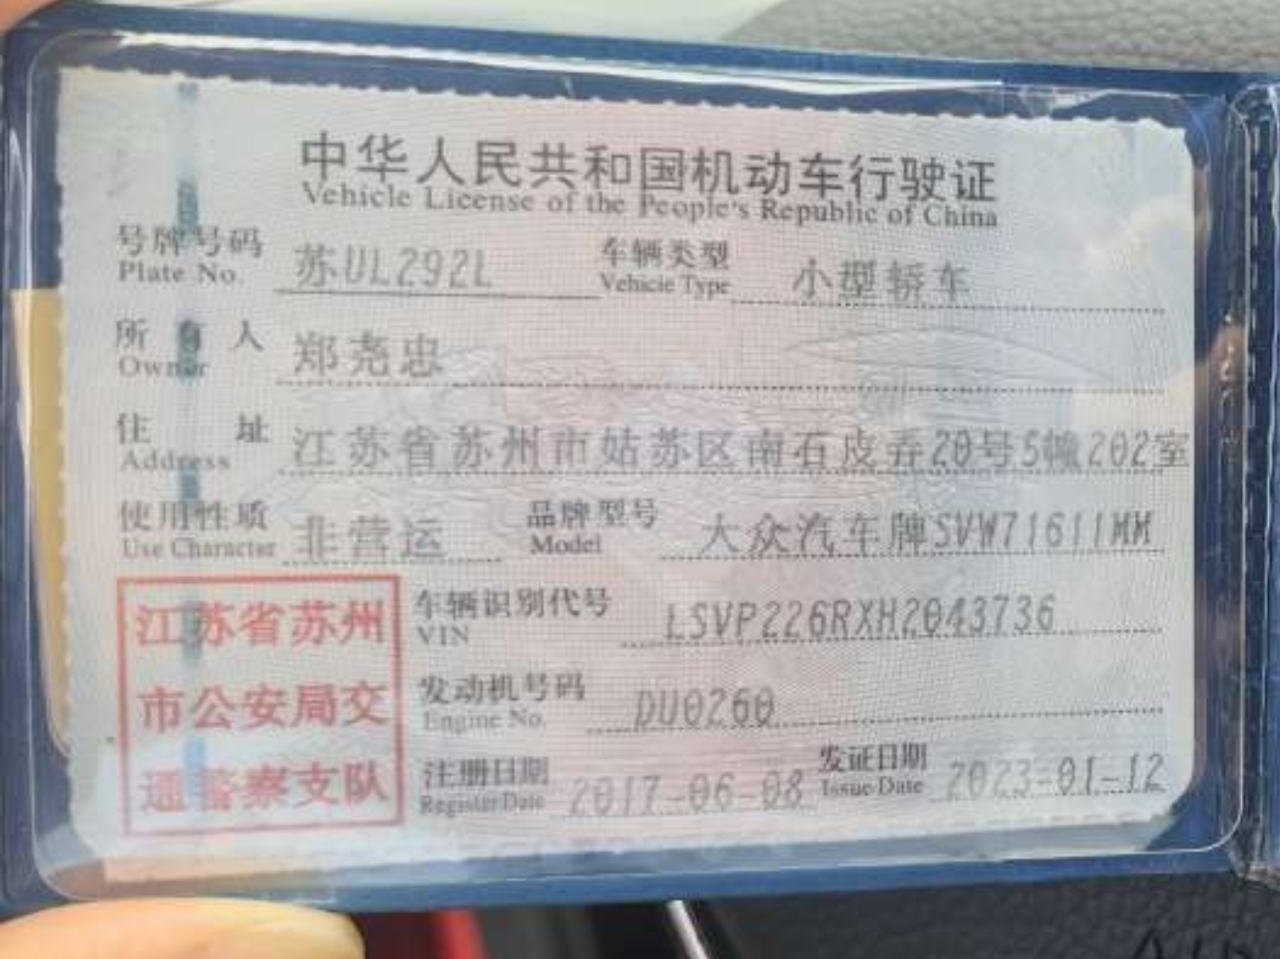 中华人民共和国机动车行驶证
Vehicle License of the People's Republic of China
号牌号码 苏UL292L 车辆类型 小型轿车
Plate No. Vehicle Type
所有人 郑尧忠
Owner
住址 江苏省苏州市姑苏区南石皮弄20号5幢202室
Address
使用性质 非营运 品牌型号 大众汽车牌SVW71611MM
Use Character Model
江苏省苏州
市公安局交
通警察支队
车辆识别代号 LSVP226RXH2043736
VIN
发动机号码 DU0260
Engine No.
注册日期 2017-06-08 发证日期 2023-01-12
Register Date Issue Date